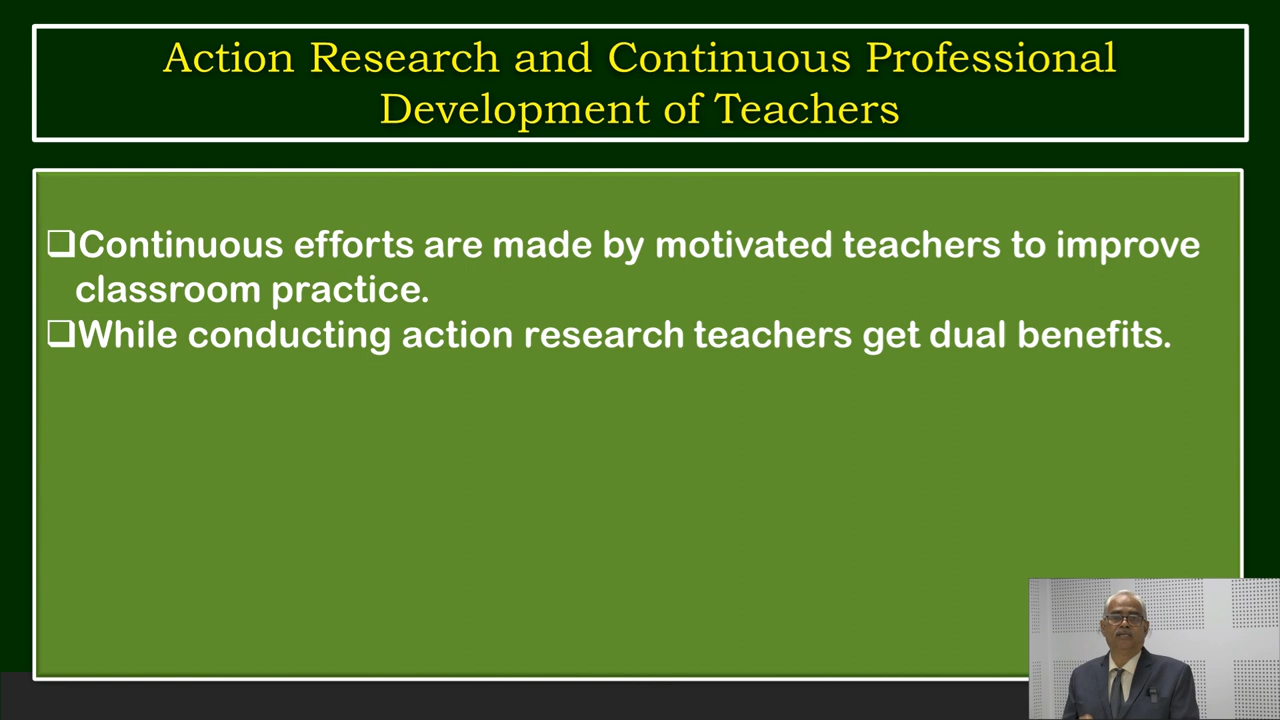 Action Research and Continuous Professional
Development of Teachers
❑Continuous efforts are made by motivated teachers to improve
classroom practice.
❑While conducting action research teachers get dual benefits.